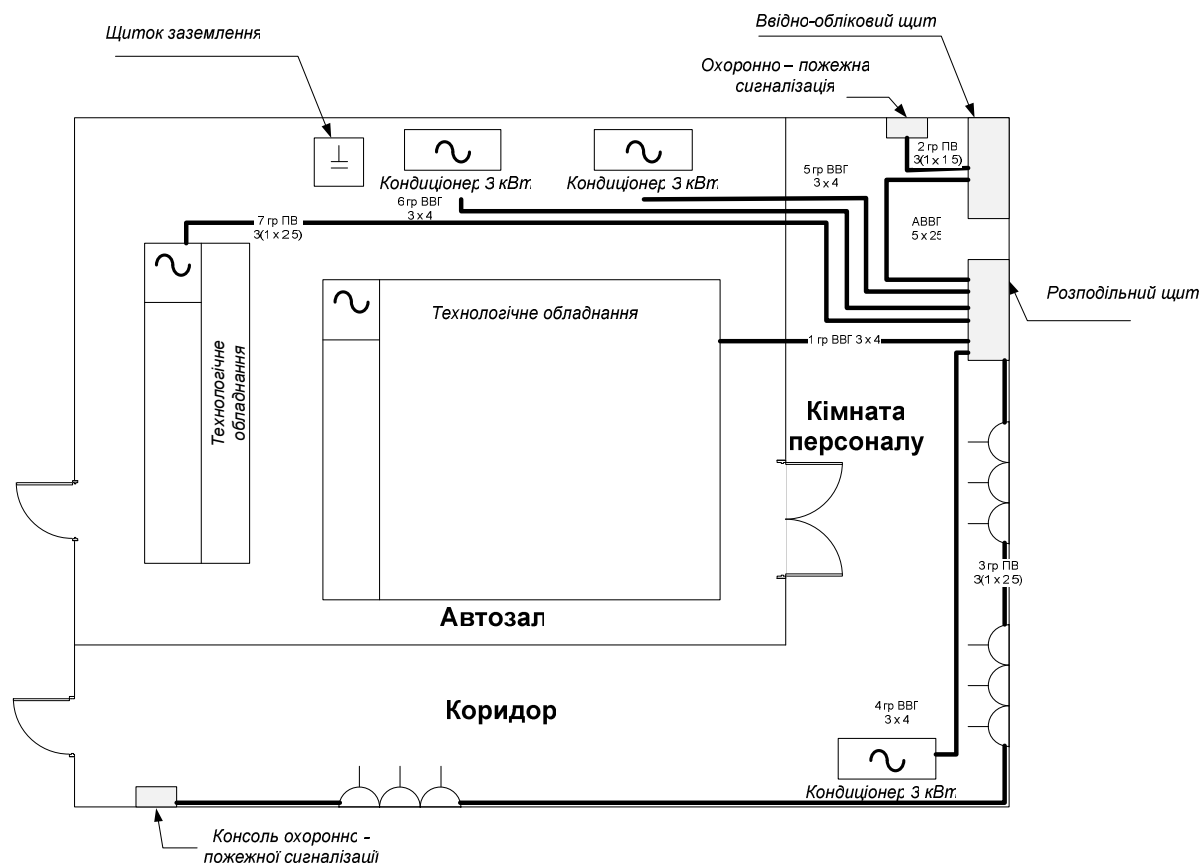 Ввідно-обліковий щит
Щиток заземлення
Охоронно – пожежна
сигналізація
2 гр ПВ
3(1 х 1 5)
5 гр ВВГ
3 х 4
Кондиціонер 3 кВт
Кондиціонер 3 кВт
6 гр ВВГ
3 х 4
7 гр ПВ
3(1 х 2 5)
АВВГ
5 х 25
Розподільний щит
Технологічне обладнання
1 гр ВВГ 3 х 4
Технологічне
обладнання
Кімната
персоналу
3 гр ПВ
3(1 х 2 5)
Автозал
Коридор
4 гр ВВГ
3 х 4
Кондиціонер 3 кВт
Консоль охоронно -
пожежної сигналізації